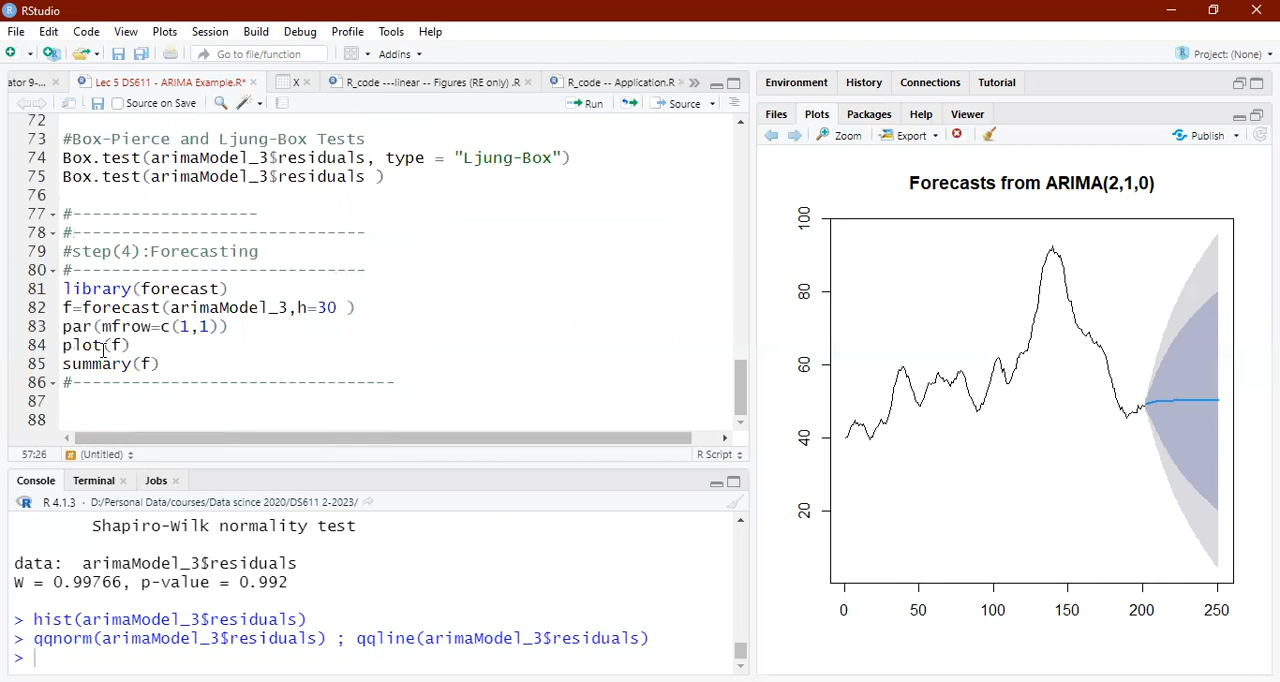 RStudio
File Edit Code View Plots Session Build Debug Profile Tools Help
Go to file/function Addins Project: (None)
ator 9-... Lec 5 DS611 - ARIMA Example.R* X R_code ---linear -- Figures (RE only) .R R_code -- Application.R
Source on Save Run Source
72
73 #Box-Pierce and Ljung-Box Tests
74 Box.test(arimaModel_3$residuals, type = "Ljung-Box")
75 Box.test(arimaModel_3$residuals )
76
77 #-------------------
78 #------------------------------
79 #step(4):Forecasting
80 #------------------------------
81 library(forecast)
82 f=forecast(arimaModel_3,h=30 )
83 par(mfrow=c(1,1))
84 plot(f)
85 summary(f)
86 #---------------------------------
87
88
57:26 (Untitled) R Script
Console Terminal Jobs
R 4.1.3 · D:/Personal Data/courses/Data scince 2020/DS611 2-2023/
Shapiro-Wilk normality test
data: arimaModel_3$residuals
W = 0.99766, p-value = 0.992
> hist(arimaModel_3$residuals)
> qqnorm(arimaModel_3$residuals) ; qqline(arimaModel_3$residuals)
>
Environment History Connections Tutorial
Files Plots Packages Help Viewer
Zoom Export Publish
Forecasts from ARIMA(2,1,0)
100
80
60
40
20
0 50 100 150 200 250